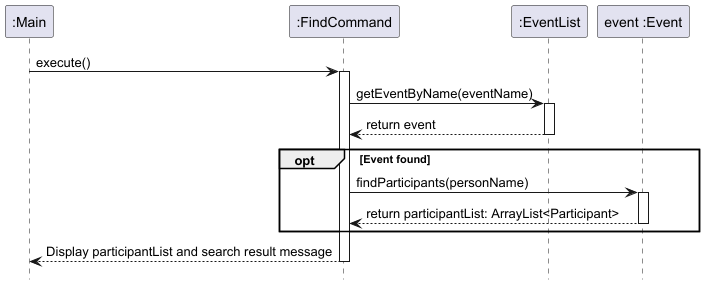 :Main
:FindCommand
:EventList
event :Event
execute()
getEventByName(eventName)
return event
opt
[Event found]
findParticipants(personName)
return participantList: ArrayList<Participant>
Display participantList and search result message